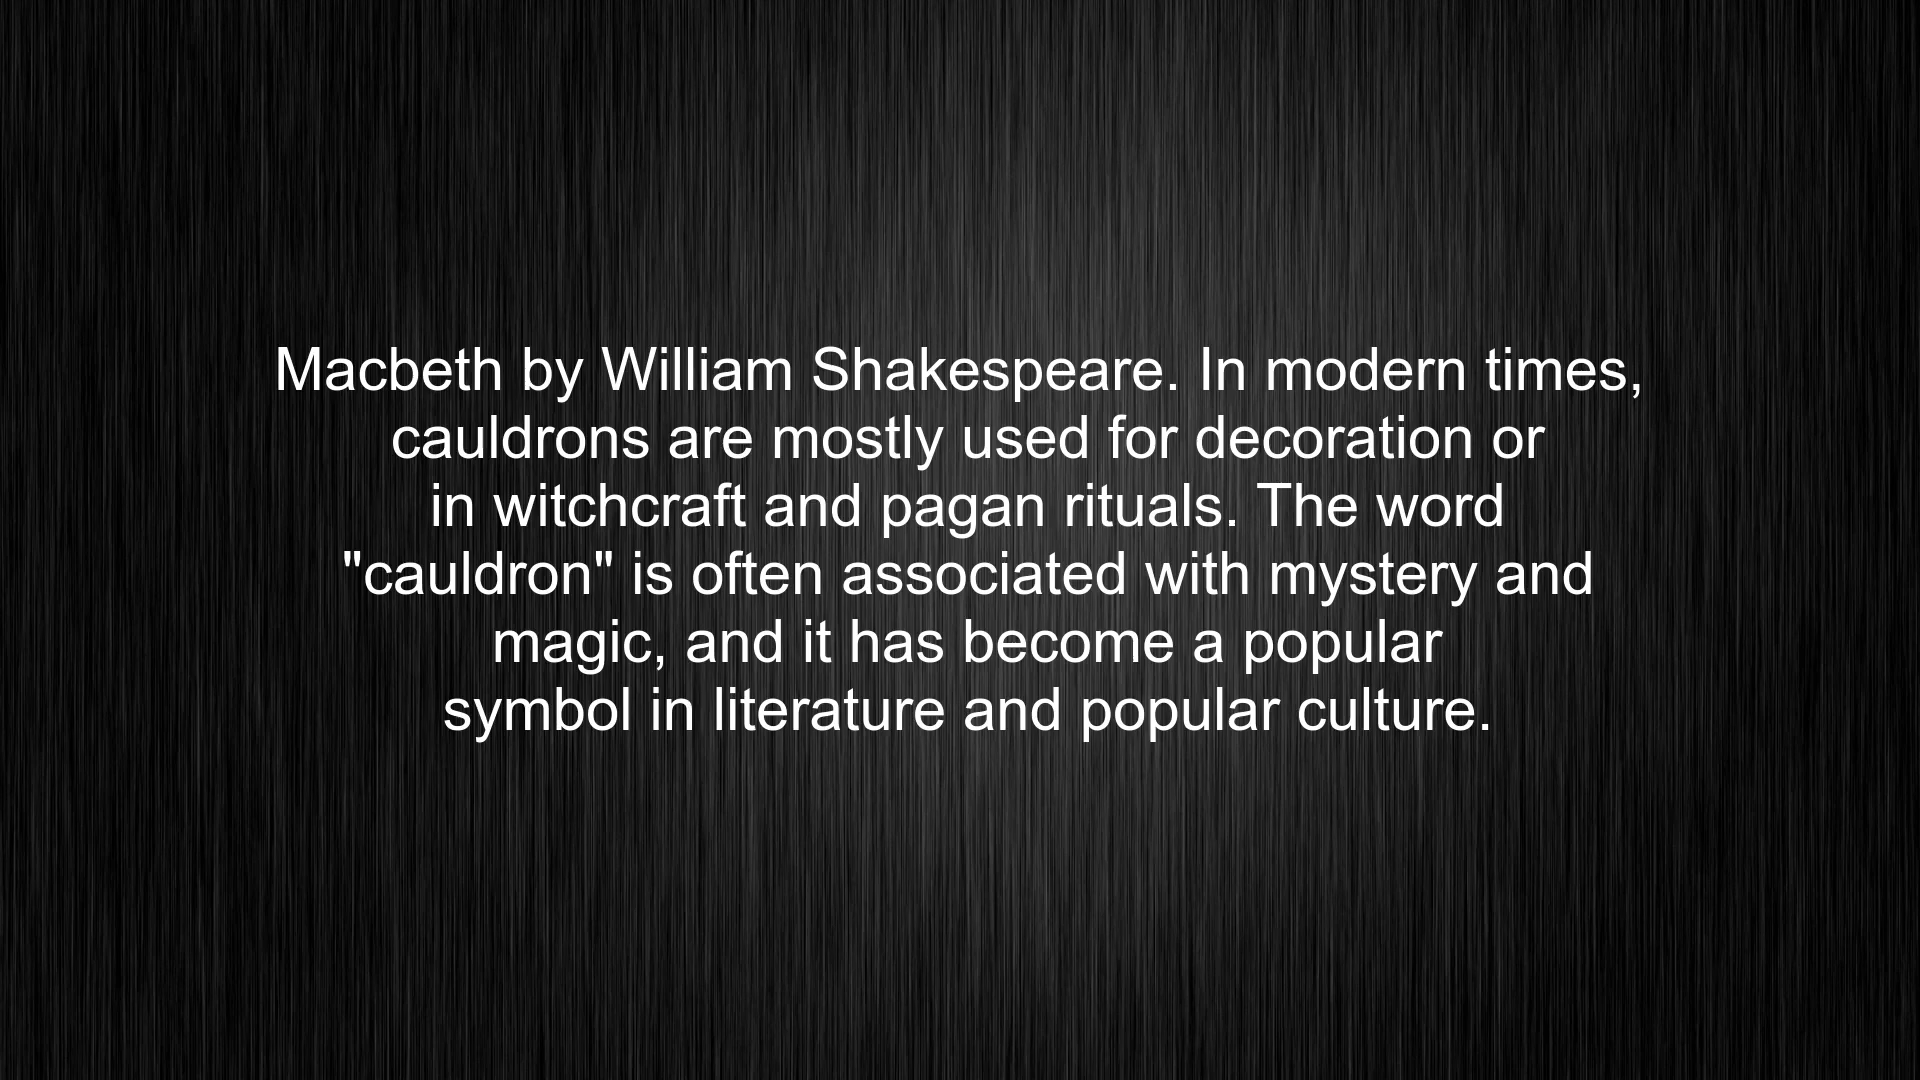 Macbeth by William Shakespeare. In modern times,
cauldrons are mostly used for decoration or
in witchcraft and pagan rituals. The word
"cauldron" is often associated with mystery and
magic, and it has become a popular
symbol in literature and popular culture.